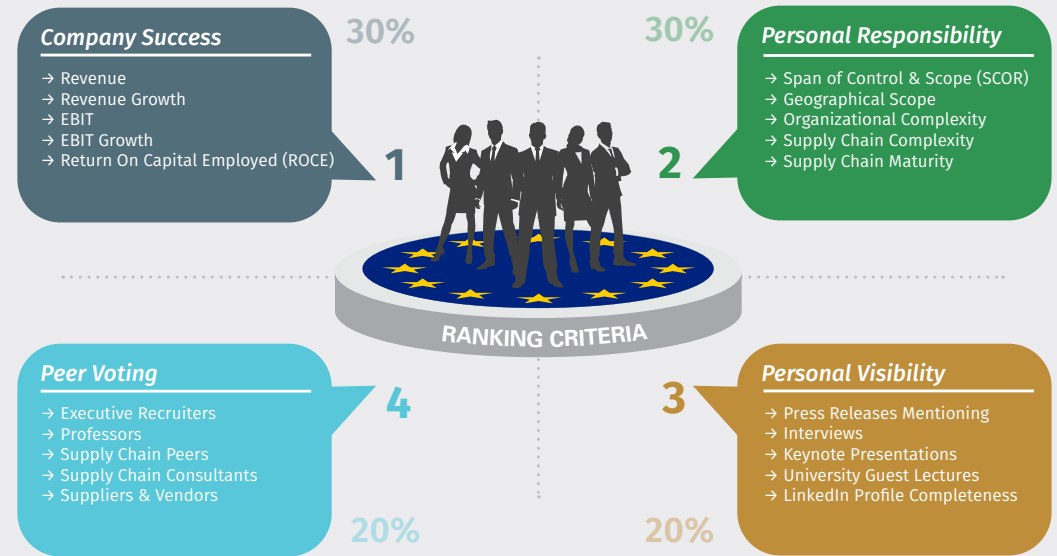 Company Success
30%
→ Revenue
→ Revenue Growth
→ EBIT
→ EBIT Growth
→ Return On Capital Employed (ROCE)
1
30%
Personal Responsibility
→ Span of Control & Scope (SCOR)
→ Geographical Scope
→ Organizational Complexity
→ Supply Chain Complexity
→ Supply Chain Maturity
2
RANKING CRITERIA
Peer Voting
→ Executive Recruiters
→ Professors
→ Supply Chain Peers
→ Supply Chain Consultants
→ Suppliers & Vendors
4
20%
Personal Visibility
→ Press Releases Mentioning
→ Interviews
→ Keynote Presentations
→ University Guest Lectures
→ LinkedIn Profile Completeness
3
20%